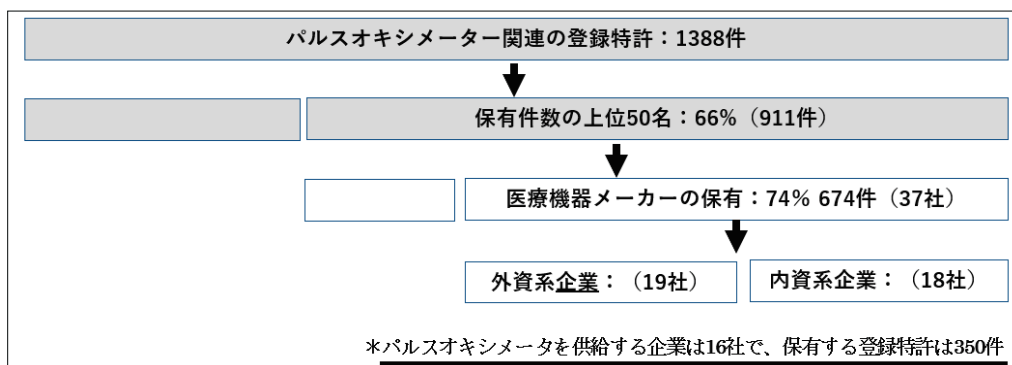 パルスオキシメーター関連の登録特許：1388件
保有件数の上位50名：66%（911件）
医療機器メーカーの保有：74% 674件（37社）
外資系企業：（19社）
内資系企業：（18社）
*パルスオキシメータを供給する企業は16社で、保有する登録特許は350件